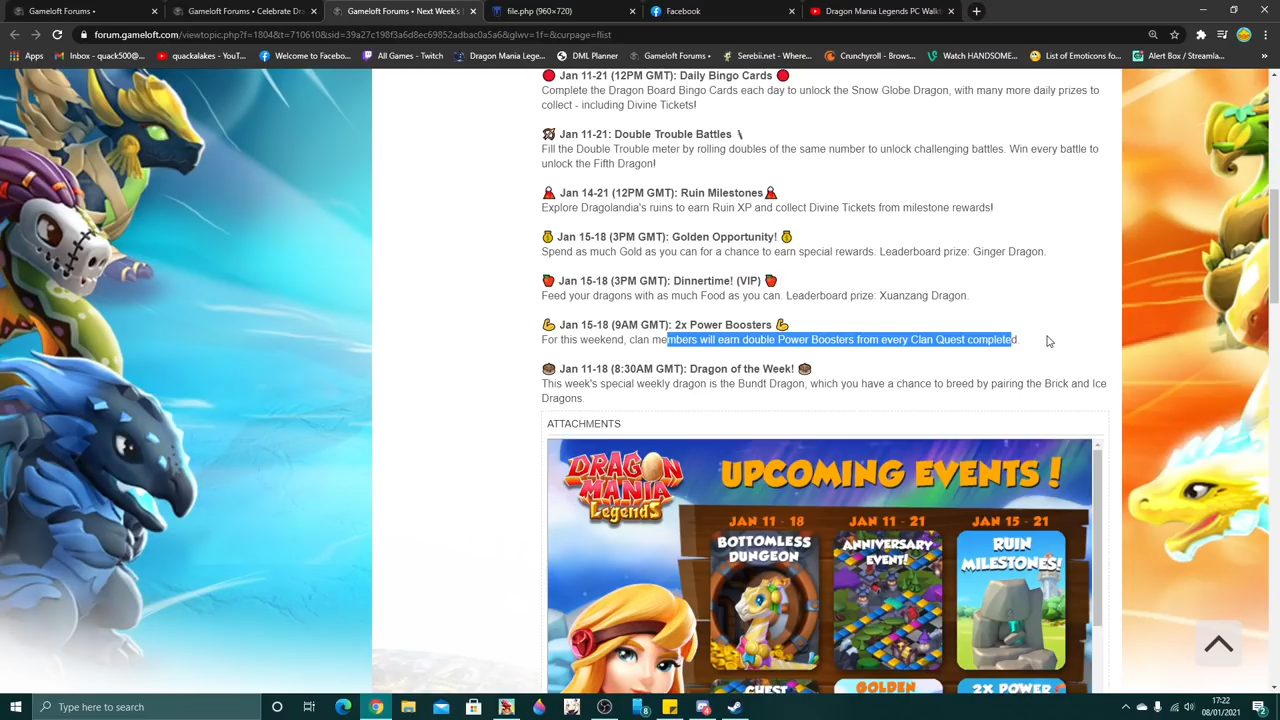 Gameloft Forums •
Gameloft Forums • Celebrate Dra
Gameloft Forums • Next Week's
file.php (960×720)
Facebook
Dragon Mania Legends PC Walkt
forum.gameloft.com/viewtopic.php?f=1804&t=710610&sid=39a27c198f3a6d8ec69852adbac0a5a6&glwv=1f=&curpage=flist
Apps
Inbox - quack500@...
quackalakes - YouT...
Welcome to Facebo...
All Games - Twitch
Dragon Mania Lege...
DML Planner
Gameloft Forums •...
Serebii.net - Where...
Crunchyroll - Brows...
Watch HANDSOME...
List of Emoticons fo...
Alert Box / Streamla...
Jan 11-21 (12PM GMT): Daily Bingo Cards
Complete the Dragon Board Bingo Cards each day to unlock the Snow Globe Dragon, with many more daily prizes to
collect - including Divine Tickets!
Jan 11-21: Double Trouble Battles
Fill the Double Trouble meter by rolling doubles of the same number to unlock challenging battles. Win every battle to
unlock the Fifth Dragon!
Jan 14-21 (12PM GMT): Ruin Milestones
Explore Dragolandia's ruins to earn Ruin XP and collect Divine Tickets from milestone rewards!
Jan 15-18 (3PM GMT): Golden Opportunity!
Spend as much Gold as you can for a chance to earn special rewards. Leaderboard prize: Ginger Dragon.
Jan 15-18 (3PM GMT): Dinnertime! (VIP)
Feed your dragons with as much Food as you can. Leaderboard prize: Xuanzang Dragon.
Jan 15-18 (9AM GMT): 2x Power Boosters
For this weekend, clan members will earn double Power Boosters from every Clan Quest completed.
Jan 11-18 (8:30AM GMT): Dragon of the Week!
This week's special weekly dragon is the Bundt Dragon, which you have a chance to breed by pairing the Brick and Ice
Dragons.
ATTACHMENTS
DRAGON
MANIA
Legends
UPCOMING EVENTS!
JAN 11 - 18
JAN 11 - 21
JAN 15 - 21
BOTTOMLESS
DUNGEON
ANNIVERSARY
EVENT!
RUIN
MILESTONES!
CHEST
GOLDEN
2X POWER
Type here to search
17:22
08/01/2021